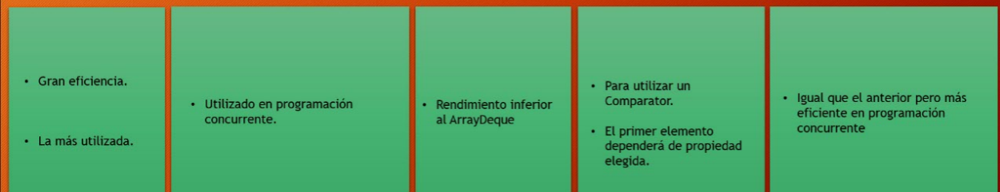 • Gran eficiencia.
• La más utilizada.
• Utilizado en programación
concurrente.
• Rendimiento inferior
al ArrayDeque
• Para utilizar un
Comparator.
• El primer elemento
dependerá de propiedad
elegida.
• Igual que el anterior pero más
eficiente en programación
concurrente